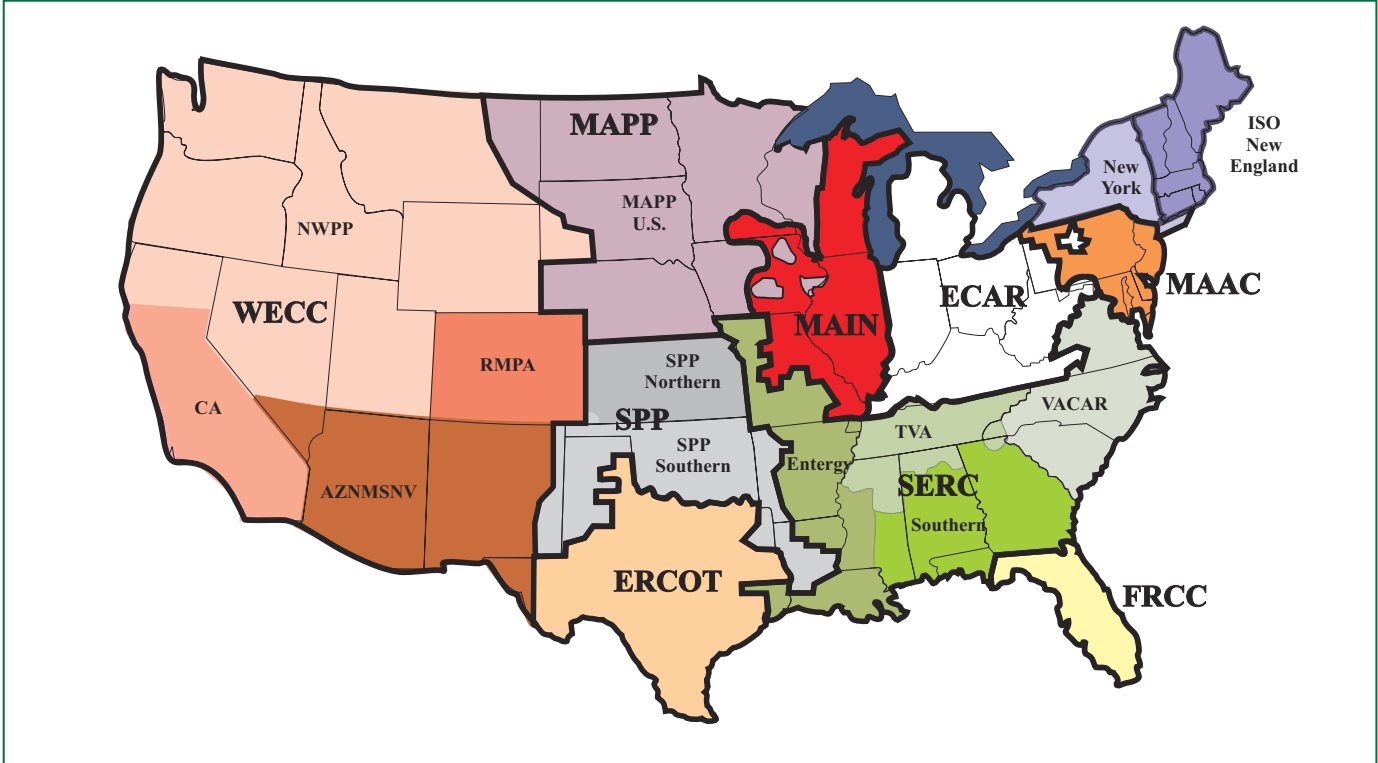 MAPP
ISO
New
England
New
York
MAPP
U.S.
NWPP
WECC
ECAR
MAAC
MAIN
RMPA
SPP
Northern
CA
SPP
VACAR
TVA
SPP
Southern
Entergy
AZNMSNV
SERC
Southern
ERCOT
FRCC